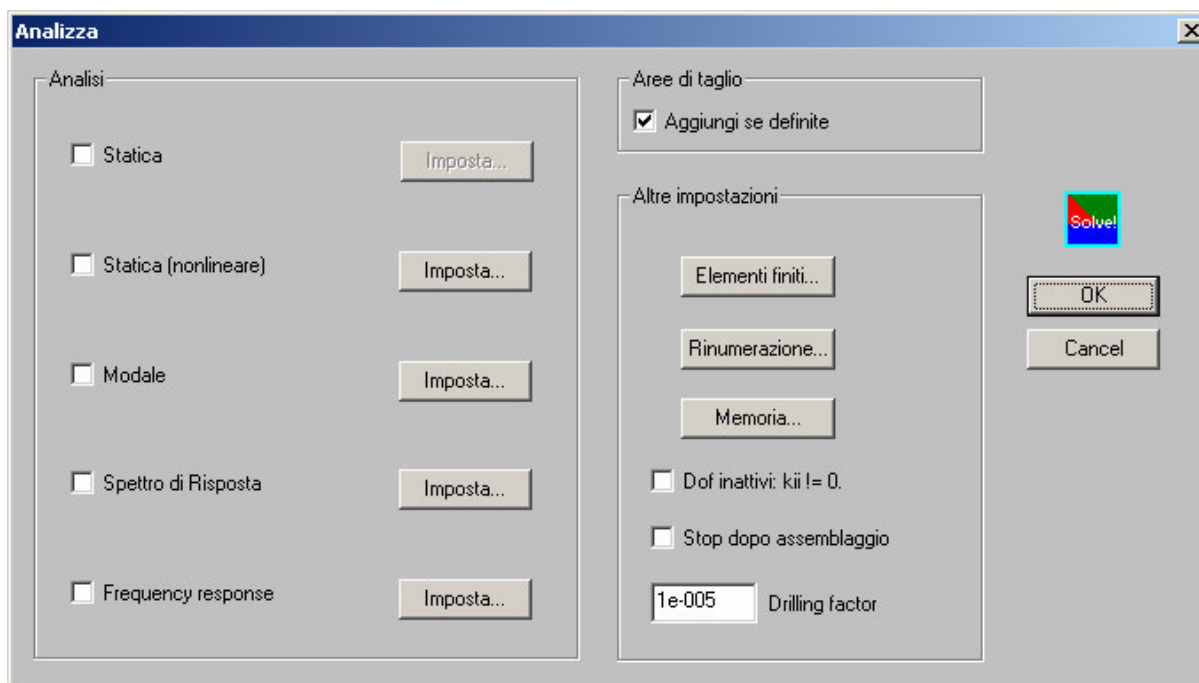 Analizza
Analisi
Statica
Imposta...
Statica (nonlineare)
Imposta...
Modale
Imposta...
Spettro di Risposta
Imposta...
Frequency response
Imposta...
Aree di taglio
Aggiungi se definite
Altre impostazioni
Elementi finiti...
Rinumerazione...
Memoria...
Dof inattivi: kii != 0.
Stop dopo assemblaggio
1e-005 Drilling factor
Solve!
OK
Cancel